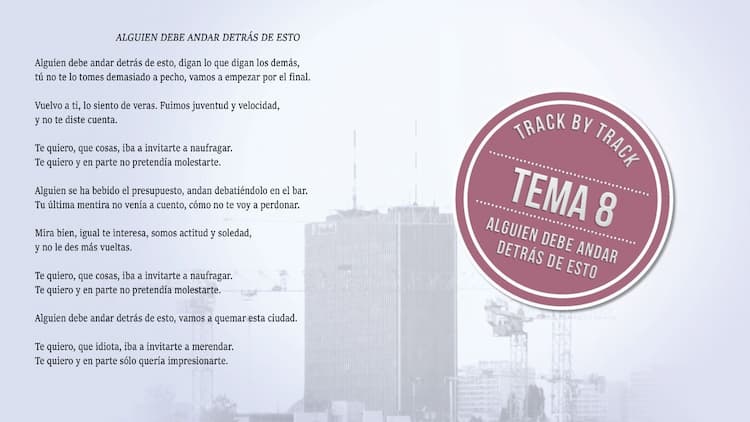 ALGUIEN DEBE ANDAR DETRÁS DE ESTO
Alguien debe andar detrás de esto, digan lo que digan los demás,
tú no te lo tomes demasiado a pecho, vamos a empezar por el final.
Vuelvo a ti, lo siento de veras. Fuimos juventud y velocidad,
y no te diste cuenta.
Te quiero, que cosas, iba a invitarte a naufragar.
Te quiero y en parte no pretendía molestarte.
Alguien se ha bebido el presupuesto, andan debatiéndolo en el bar.
Tu última mentira no venía a cuento, cómo no te voy a perdonar.
Mira bien, igual te interesa, somos actitud y soledad,
y no le des más vueltas.
Te quiero, que cosas, iba a invitarte a naufragar.
Te quiero y en parte no pretendía molestarte.
Alguien debe andar detrás de esto, vamos a quemar esta ciudad.
Te quiero, que idiota, iba a invitarte a merendar.
Te quiero y en parte sólo quería impresionarte.
TRACK BY TRACK
TEMA 8
ALGUIEN DEBE ANDAR
DETRÁS DE ESTO